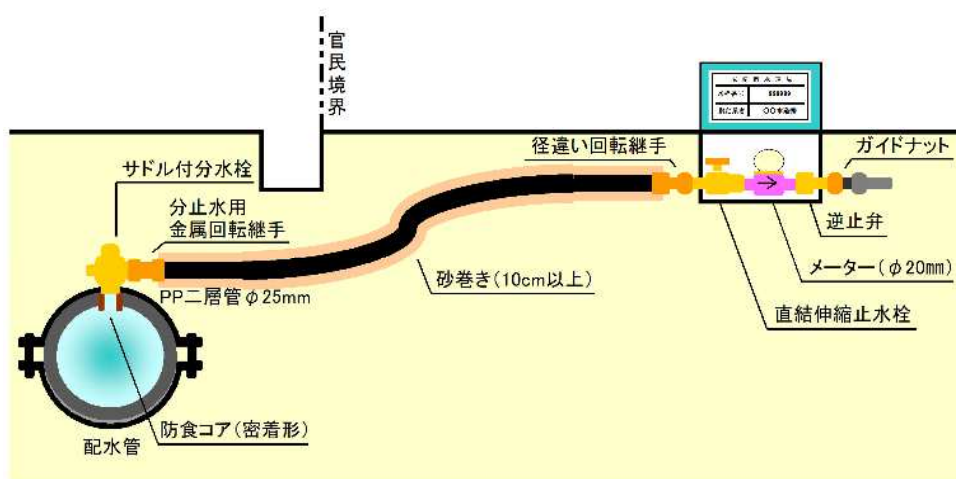 官民境界
サドル付分水栓
径違い回転継手
ガイドナット
分止水用
金属回転継手
逆止弁
砂巻き(10cm以上)
メーター(φ20mm)
PP二層管φ25mm
直結伸縮止水栓
防食コア(密着形)
配水管